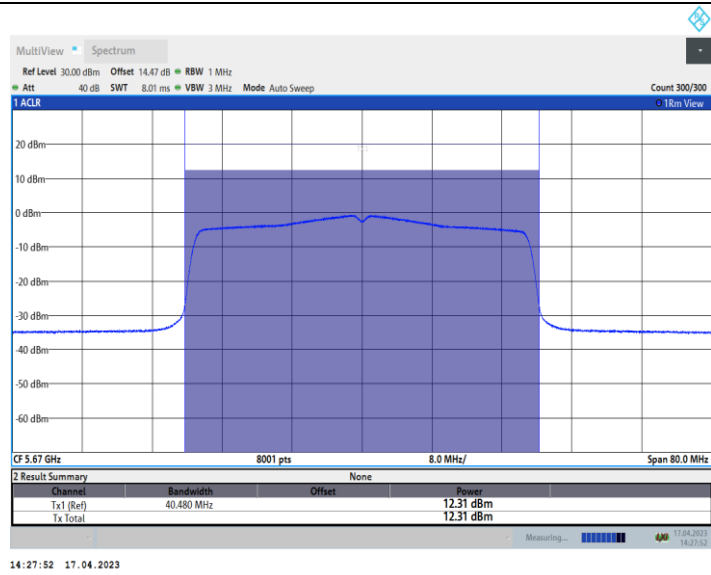 MultiView Spectrum
Ref Level 30.00 dBm Offset 14.47 dB RBW 1 MHz
Att 40 dB SWT 8.01 ms VBW 3 MHz Mode Auto Sweep Count 300/300
1 ACLR 1Rm View
20 dBm
10 dBm
0 dBm
-10 dBm
-20 dBm
-30 dBm
-40 dBm
-50 dBm
-60 dBm
CF 5.67 GHz 8001 pts 8.0 MHz/ Span 80.0 MHz
2 Result Summary None
Channel Bandwidth Offset Power
Tx1 (Ref) 40.480 MHz 12.31 dBm
Tx Total 12.31 dBm
Measuring... 17.04.2023
14:27:52
14:27:52 17.04.2023